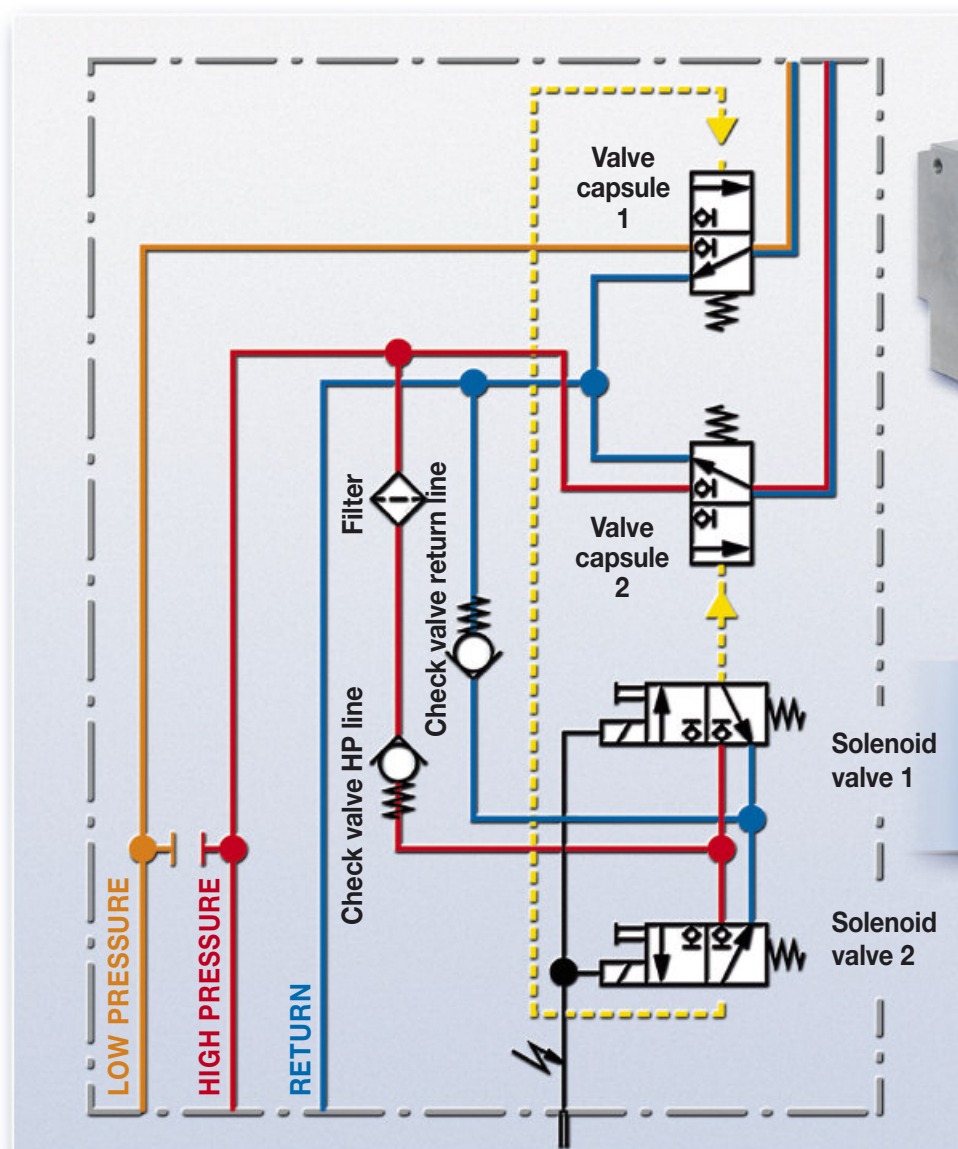 Valve
capsule
1
Filter
Check valve return line
Valve
capsule
2
Check valve HP line
Solenoid
valve 1
Solenoid
valve 2
LOW PRESSURE
HIGH PRESSURE
RETURN